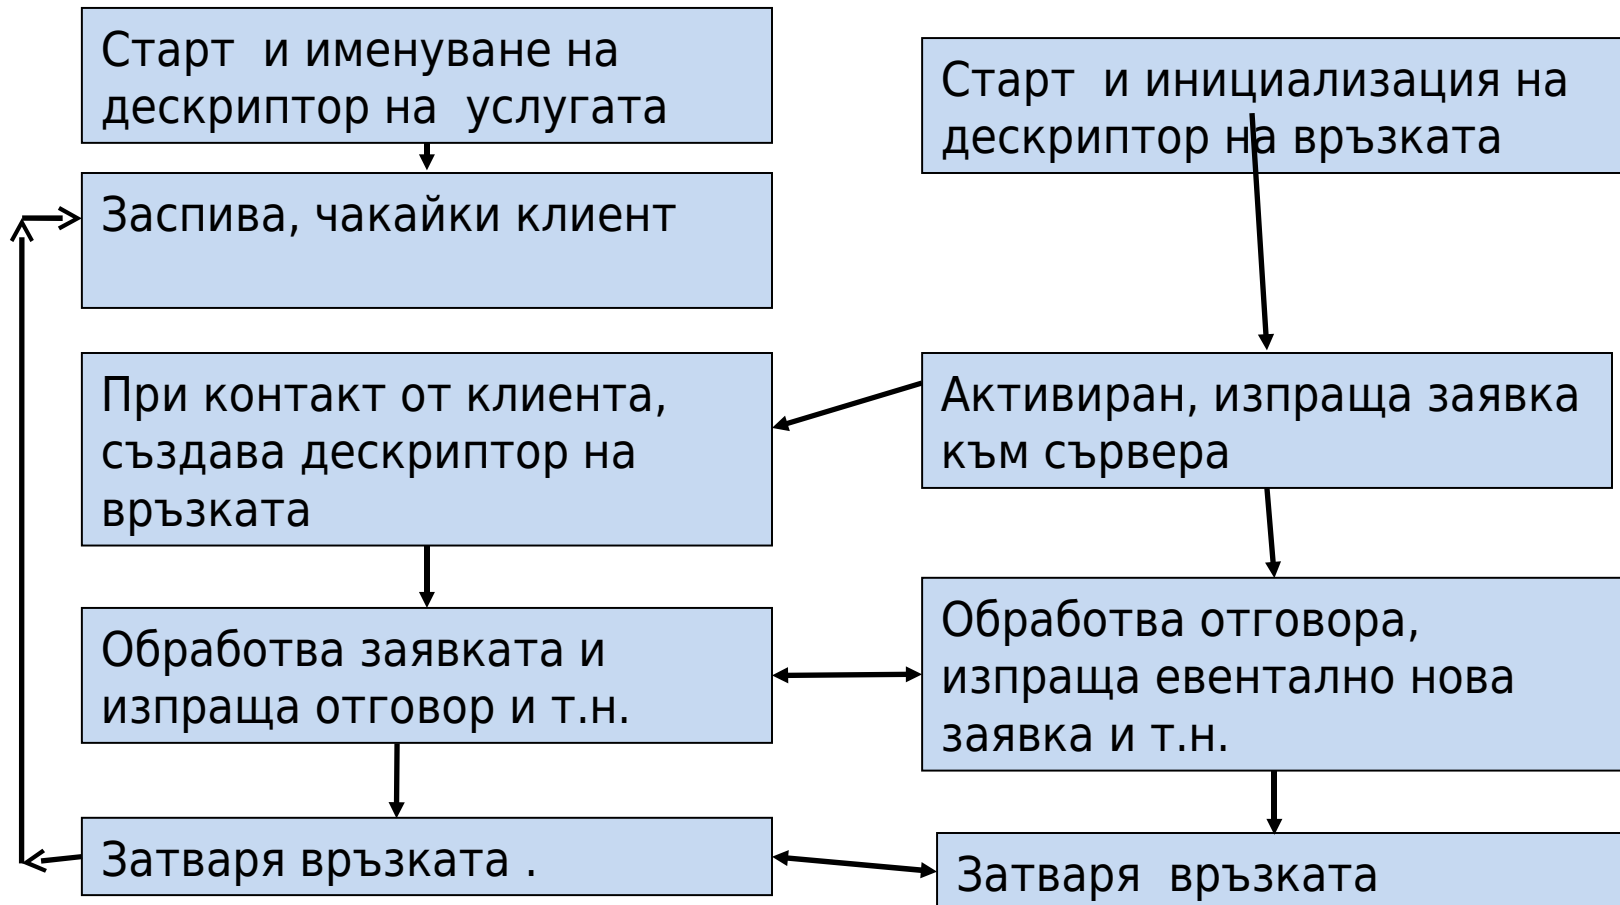 Старт  и именуване на
дескриптор на  услугата
Старт  и инициализация на
дескриптор на връзката
Заспива, чакайки клиент
При контакт от клиента,
създава дескриптор на
връзката
Активиран, изпраща заявка
към сървера
Обработва заявката и
изпраща отговор и т.н.
Обработва отговора,
изпраща евентално нова
заявка и т.н.
Затваря връзката .
Затваря  връзката